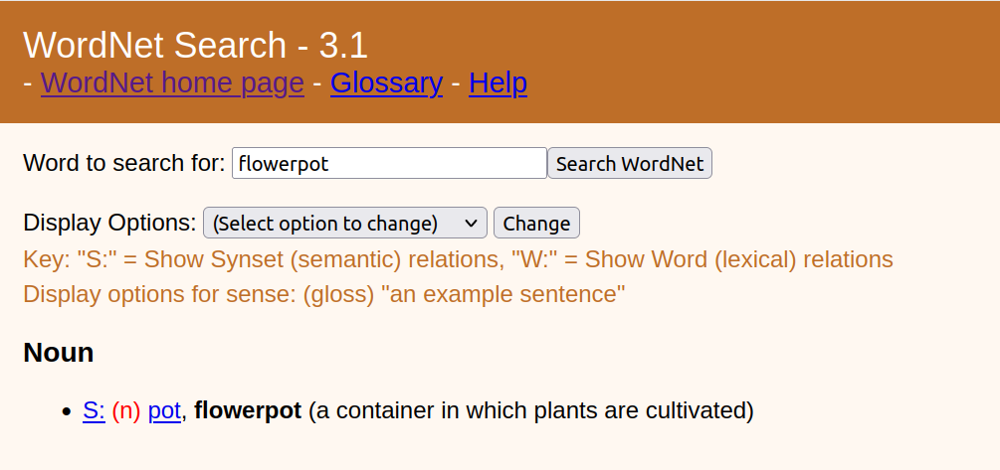 WordNet Search - 3.1
- WordNet home page - Glossary - Help
Word to search for: flowerpot Search WordNet
Display Options: (Select option to change) Change
Key: "S:" = Show Synset (semantic) relations, "W:" = Show Word (lexical) relations
Display options for sense: (gloss) "an example sentence"
Noun
• S: (n) pot, flowerpot (a container in which plants are cultivated)